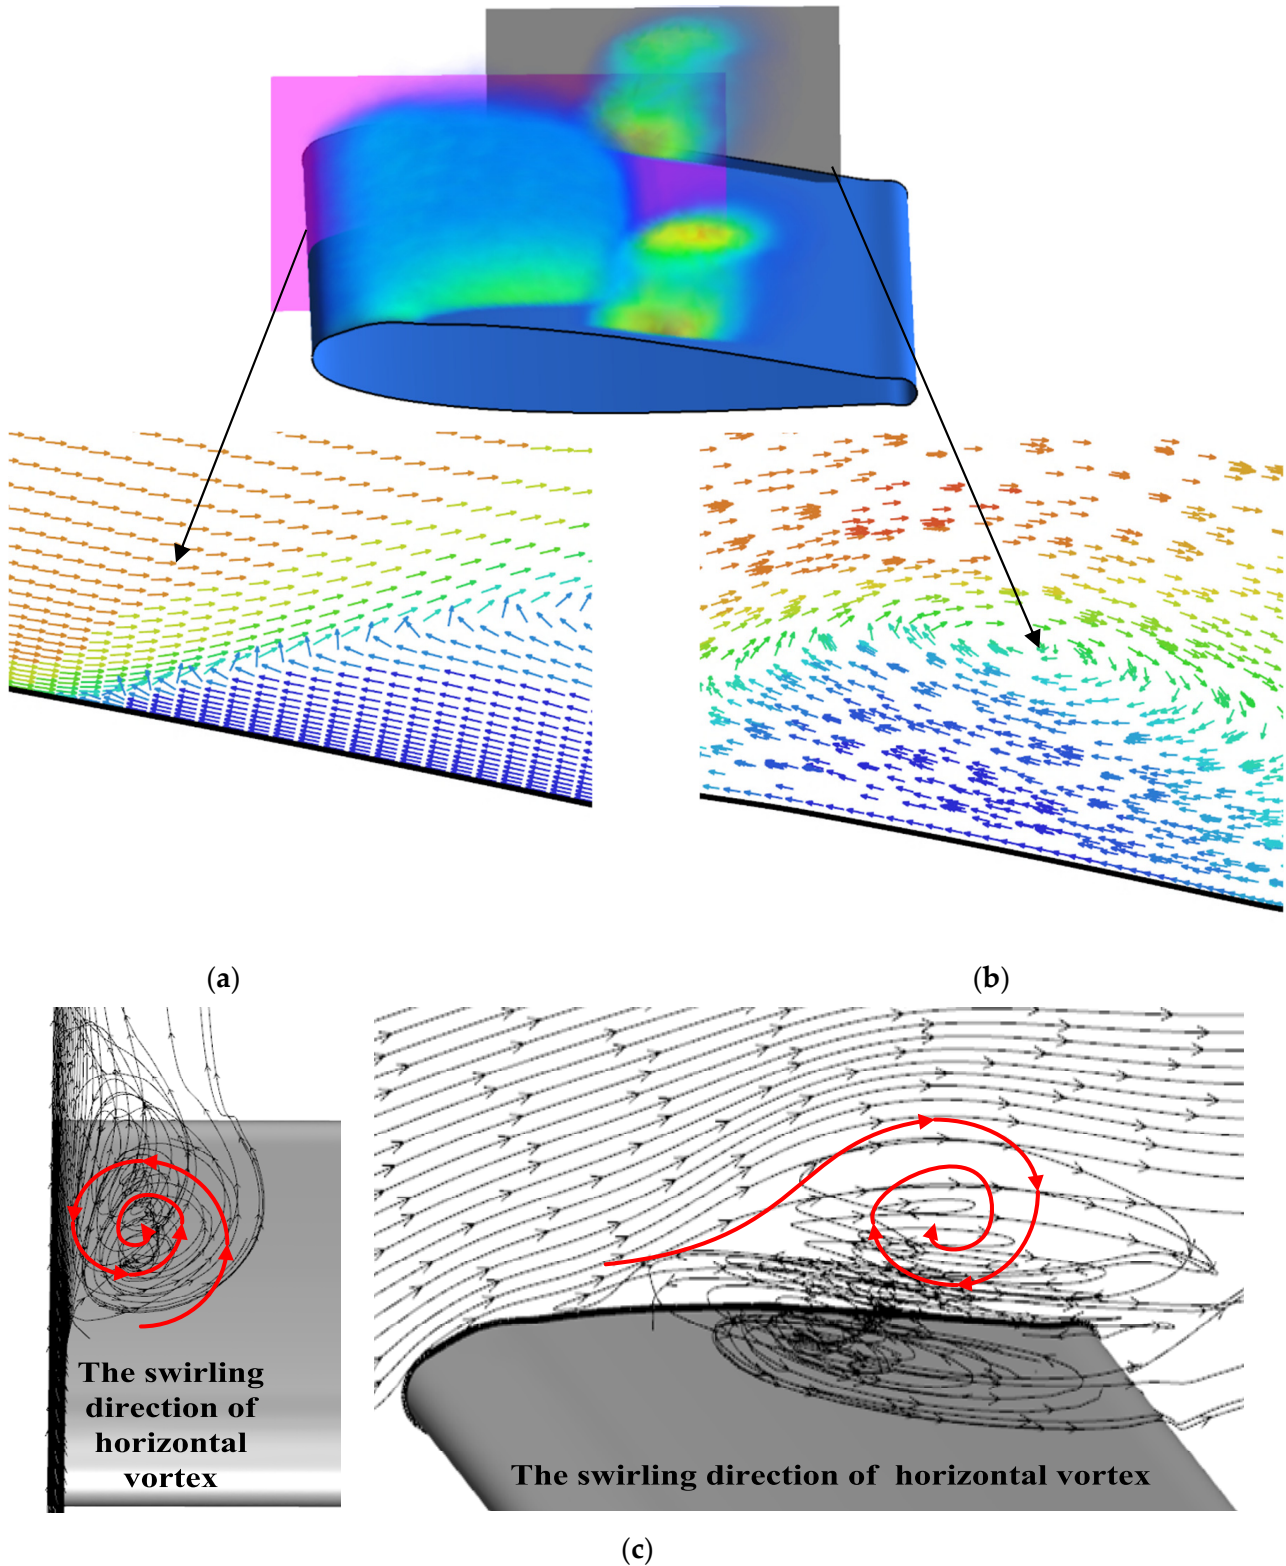 (a)
(b)
The swirling
direction of
horizontal
vortex
The swirling direction of horizontal vortex
(c)